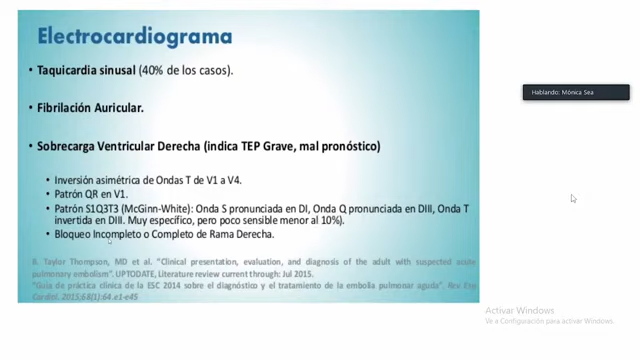 Electrocardiograma
• Taquicardia sinusal (40% de los casos).
• Fibrilación Auricular.
• Sobrecarga Ventricular Derecha (indica TEP Grave, mal pronóstico)
• Inversión asimétrica de Ondas T de V1 a V4.
• Patrón QR en V1.
• Patrón S1Q3T3 (McGinn-White): Onda S pronunciada en DI, Onda Q pronunciada en DIII, Onda T
invertida en DIII. Muy específico, pero poco sensible menor al 10%).
• Bloqueo Incompleto o Completo de Rama Derecha.
B. Taylor Thompson, MD et al. "Clinical presentation, evaluation, and diagnosis of the adult with suspected acute
pulmonary embolism". UPTODATE, Literature review current through: Jul 2015.
"Guía de práctica clínica de la ESC 2014 sobre el diagnóstico y el tratamiento de la embolia pulmonar aguda". Rev Esp
Cardiol. 2015;68(1):64.e1-e45
Hablando: Mónica Sea
Activar Windows
Ve a Configuración para activar Windows.